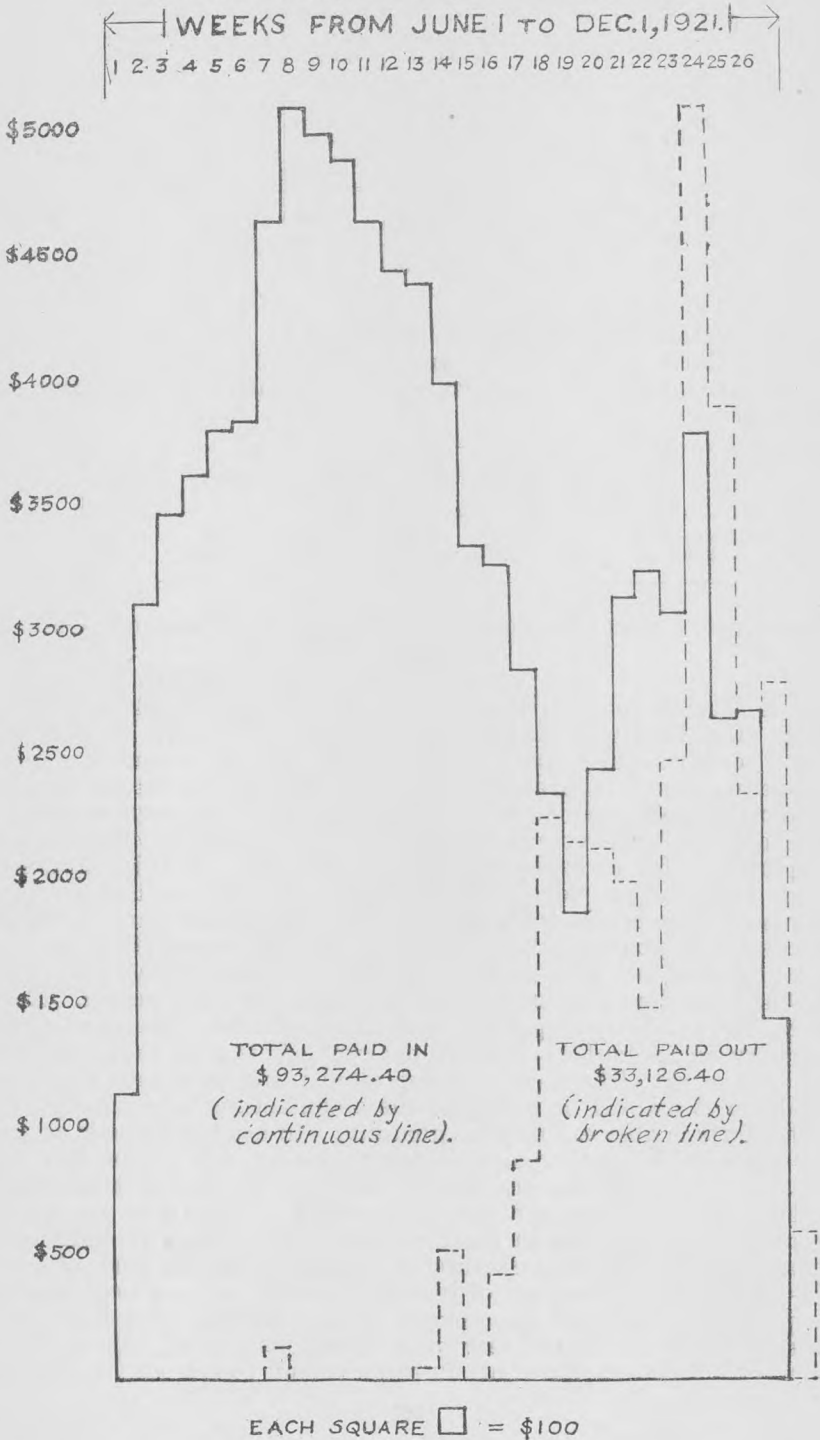 WEEKS FROM JUNE 1 TO DEC.1,1921.
1 2. 3 4 5 6 7 8 9 10 11 12 13 14 15 16 17 18 19 20 21 22 23 24 25 26
$5000
$4500
$4000
$3500
$3000
$2500
$2000
$1500
TOTAL PAID IN
$93,274.40
(indicated by
continuous line).
TOTAL PAID OUT
$33,126.40
(indicated by
broken line).
$1000
$500
EACH SQUARE □ = $100